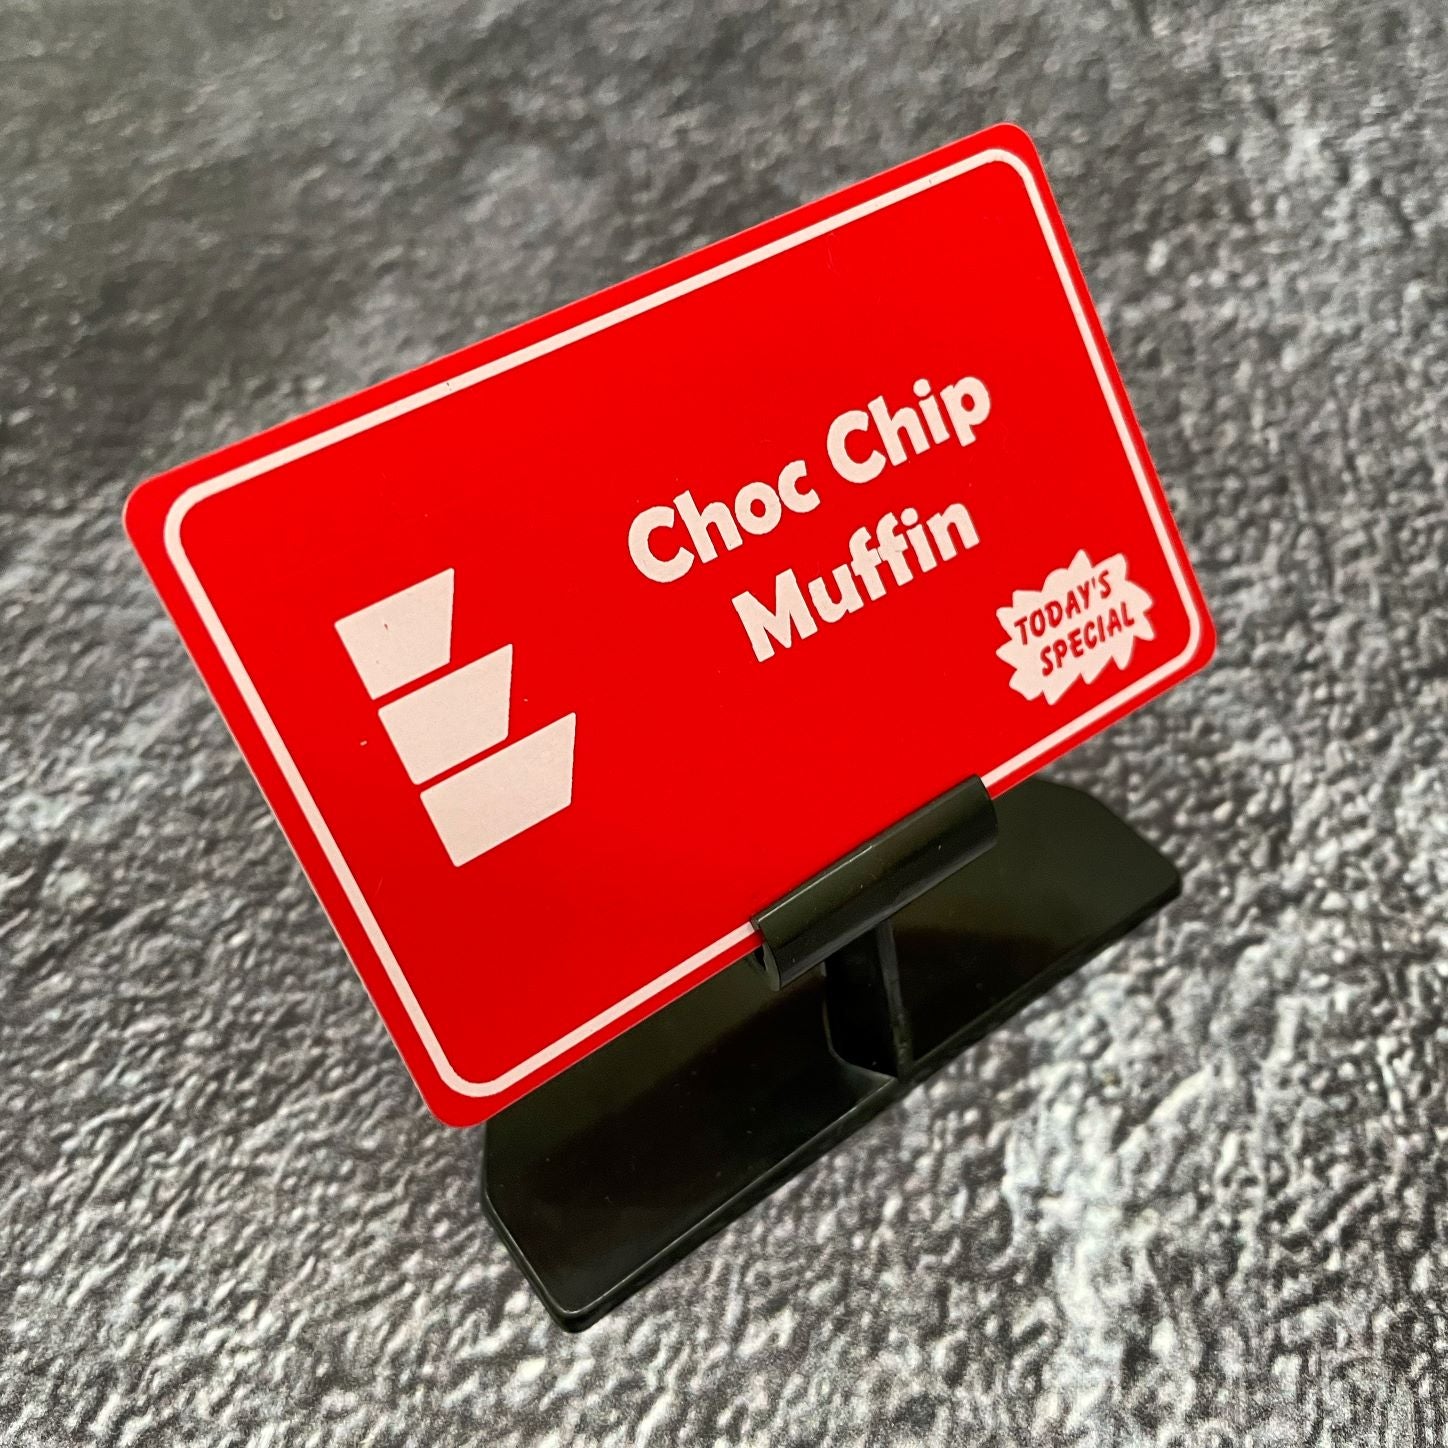 Choc Chip
Muffin
TODAY'S
SPECIAL